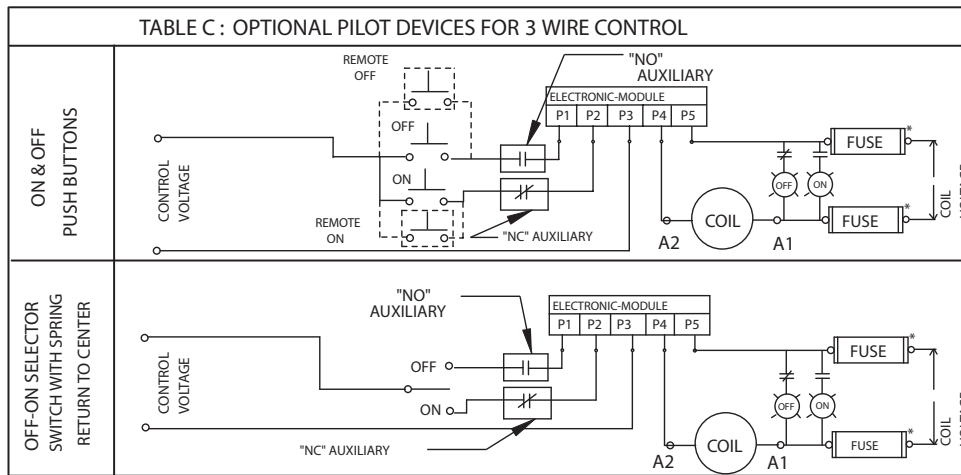 TABLE C : OPTIONAL PILOT DEVICES FOR 3 WIRE CONTROL
ON & OFF
PUSH BUTTONS
CONTROL
VOLTAGE
REMOTE
OFF
OFF
ON
REMOTE
ON
"NO"
AUXILIARY
"NC" AUXILIARY
ELECTRONIC-MODULE
P1 P2 P3 P4 P5
A2
COIL
A1
OFF
ON
FUSE
*
FUSE
*
COIL
OFF-ON SELECTOR
SWITCH WITH SPRING
RETURN TO CENTER
CONTROL
VOLTAGE
OFF
ON
"NO"
AUXILIARY
"NC" AUXILIARY
ELECTRONIC-MODULE
P1 P2 P3 P4 P5
A2
COIL
A1
OFF
ON
FUSE
*
FUSE
*
COIL